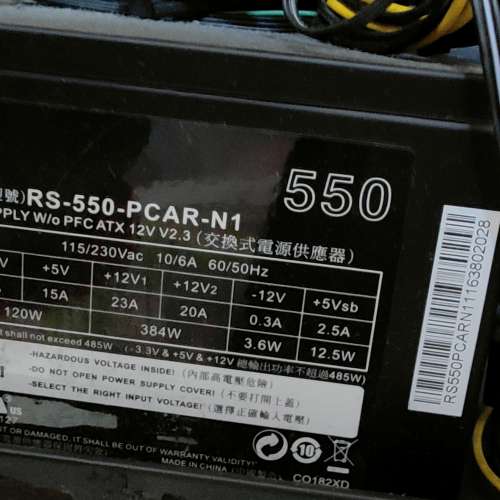 550
號) RS-550-PCAR-N1
PPLY W/o PFC ATX 12V V2.3 (交換式電源供應器)
115/230Vac 10/6A 60/50Hz
+5V +12V1 +12V2 -12V +5Vsb
15A 23A 20A 0.3A 2.5A
120W 384W 3.6W 12.5W
shall not exceed 485W (+3.3V & +5V & +12V 總輸出功率不超過485W)
-HAZARDOUS VOLTAGE INSIDE! (內部高電壓危險)
-DO NOT OPEN POWER SUPPLY COVER! (不要打開上蓋)
-SELECT THE RIGHT INPUT VOLTAGE! (選擇正確輸入電壓)
US
OR DAMAGED, IT SHALL BE OUT OF WARRANTY VALIDITY!
MADE IN CHINA
10
CO182XD
RS550PCARN11163802028